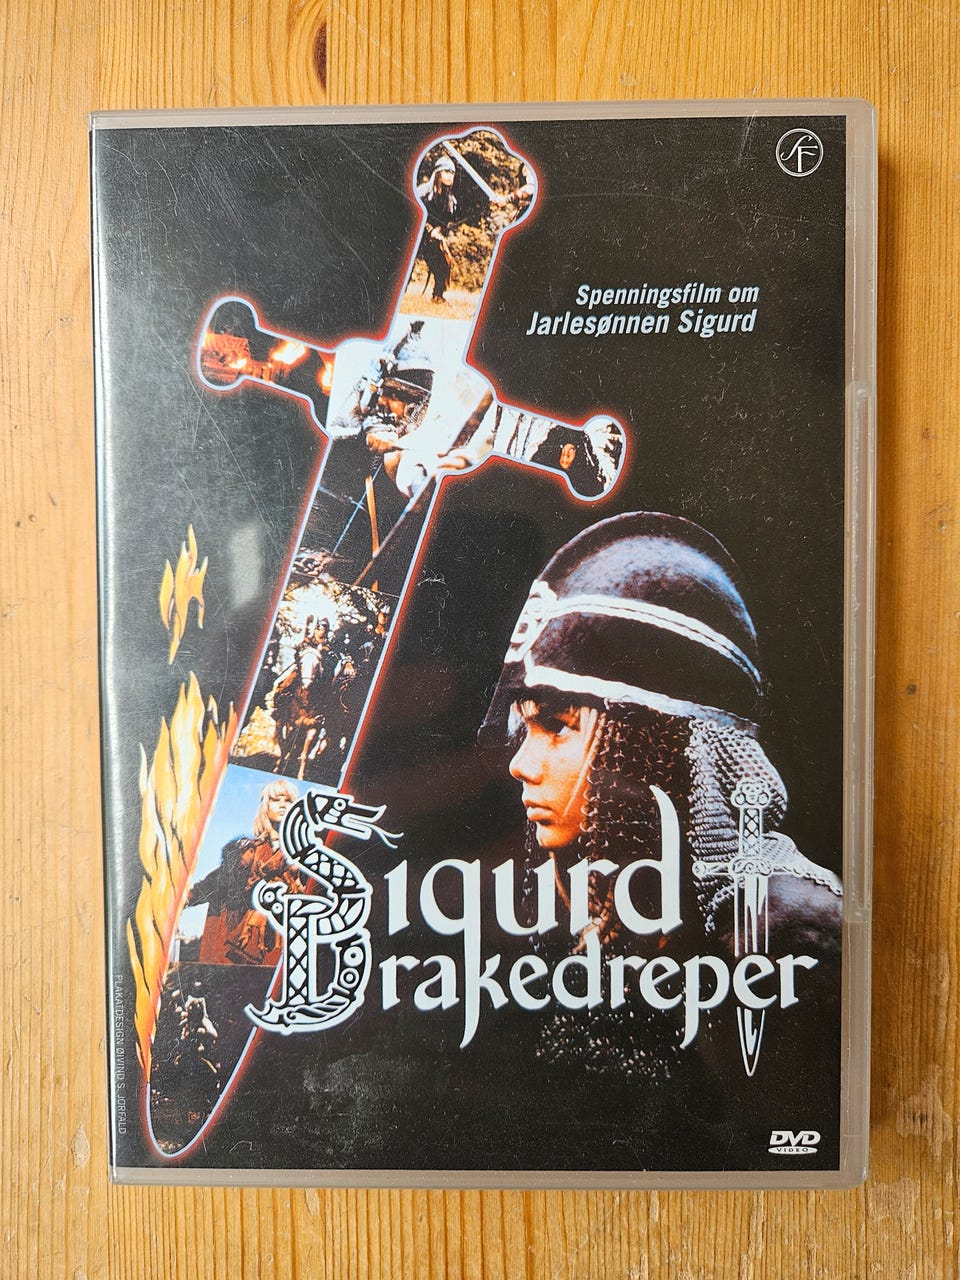 SF
Spenningsfilm om
Jarlesønnen Sigurd
Sigurd
Drakedreper
PLAKATDESIGN ØIVIND S. JORFALD
DVD
VIDEO